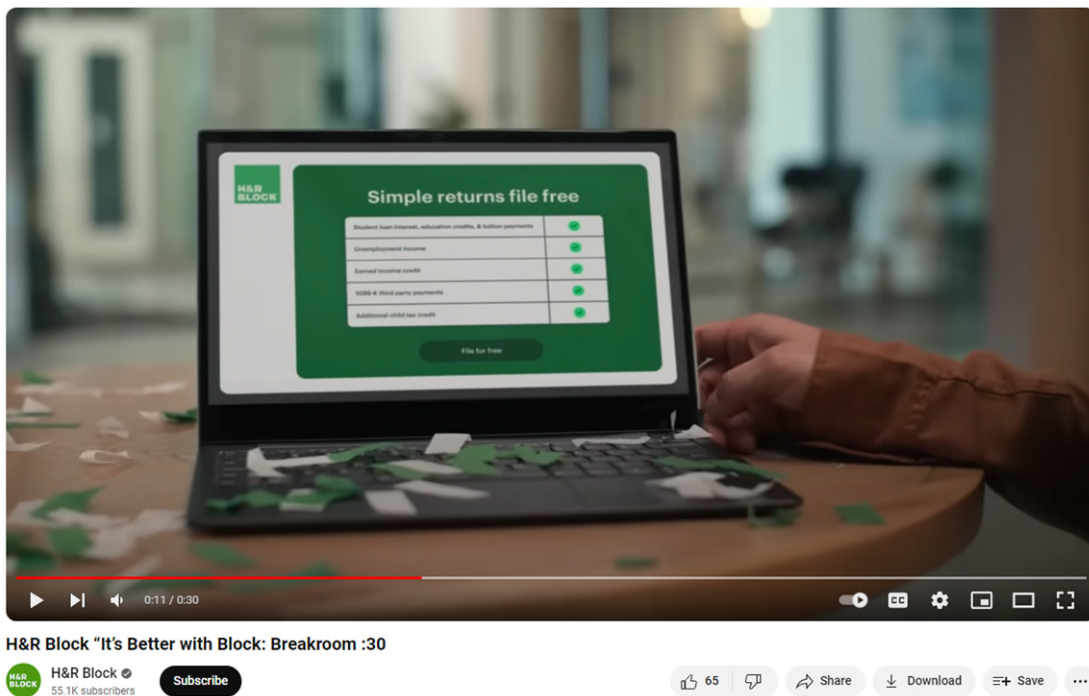 H&R
BLOCK
Simple returns file free
Student loan interest, education credits, & tuition payments
Unemployment income
Earned income credit
1099-K third party payments
Additional child tax credit
File for free
0:11 / 0:30
CC
H&R Block “It’s Better with Block: Breakroom :30
H&R
BLOCK
H&R Block
55.1K subscribers
Subscribe
65
Share
Download
Save